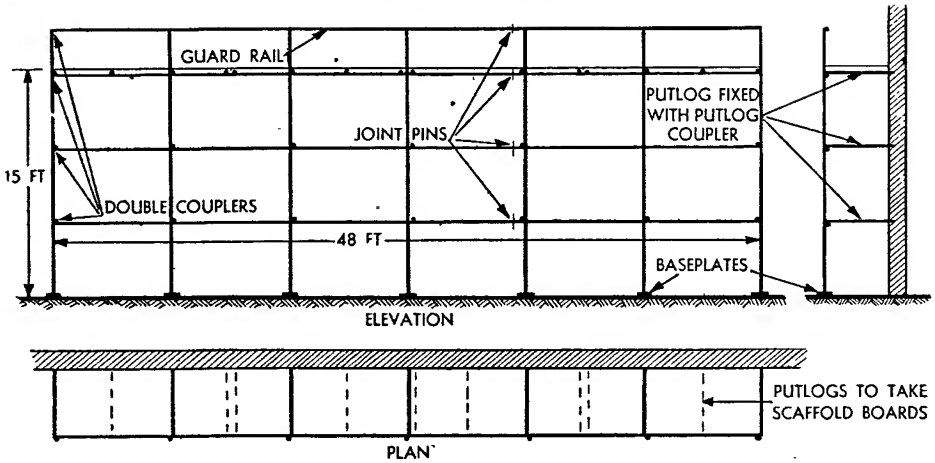 GUARD RAIL
PUTLOG FIXED
WITH PUTLOG
COUPLER
JOINT PINS
15 FT
DOUBLE COUPLERS
48 FT
BASEPLATES
ELEVATION
PUTLOGS TO TAKE
SCAFFOLD BOARDS
PLAN